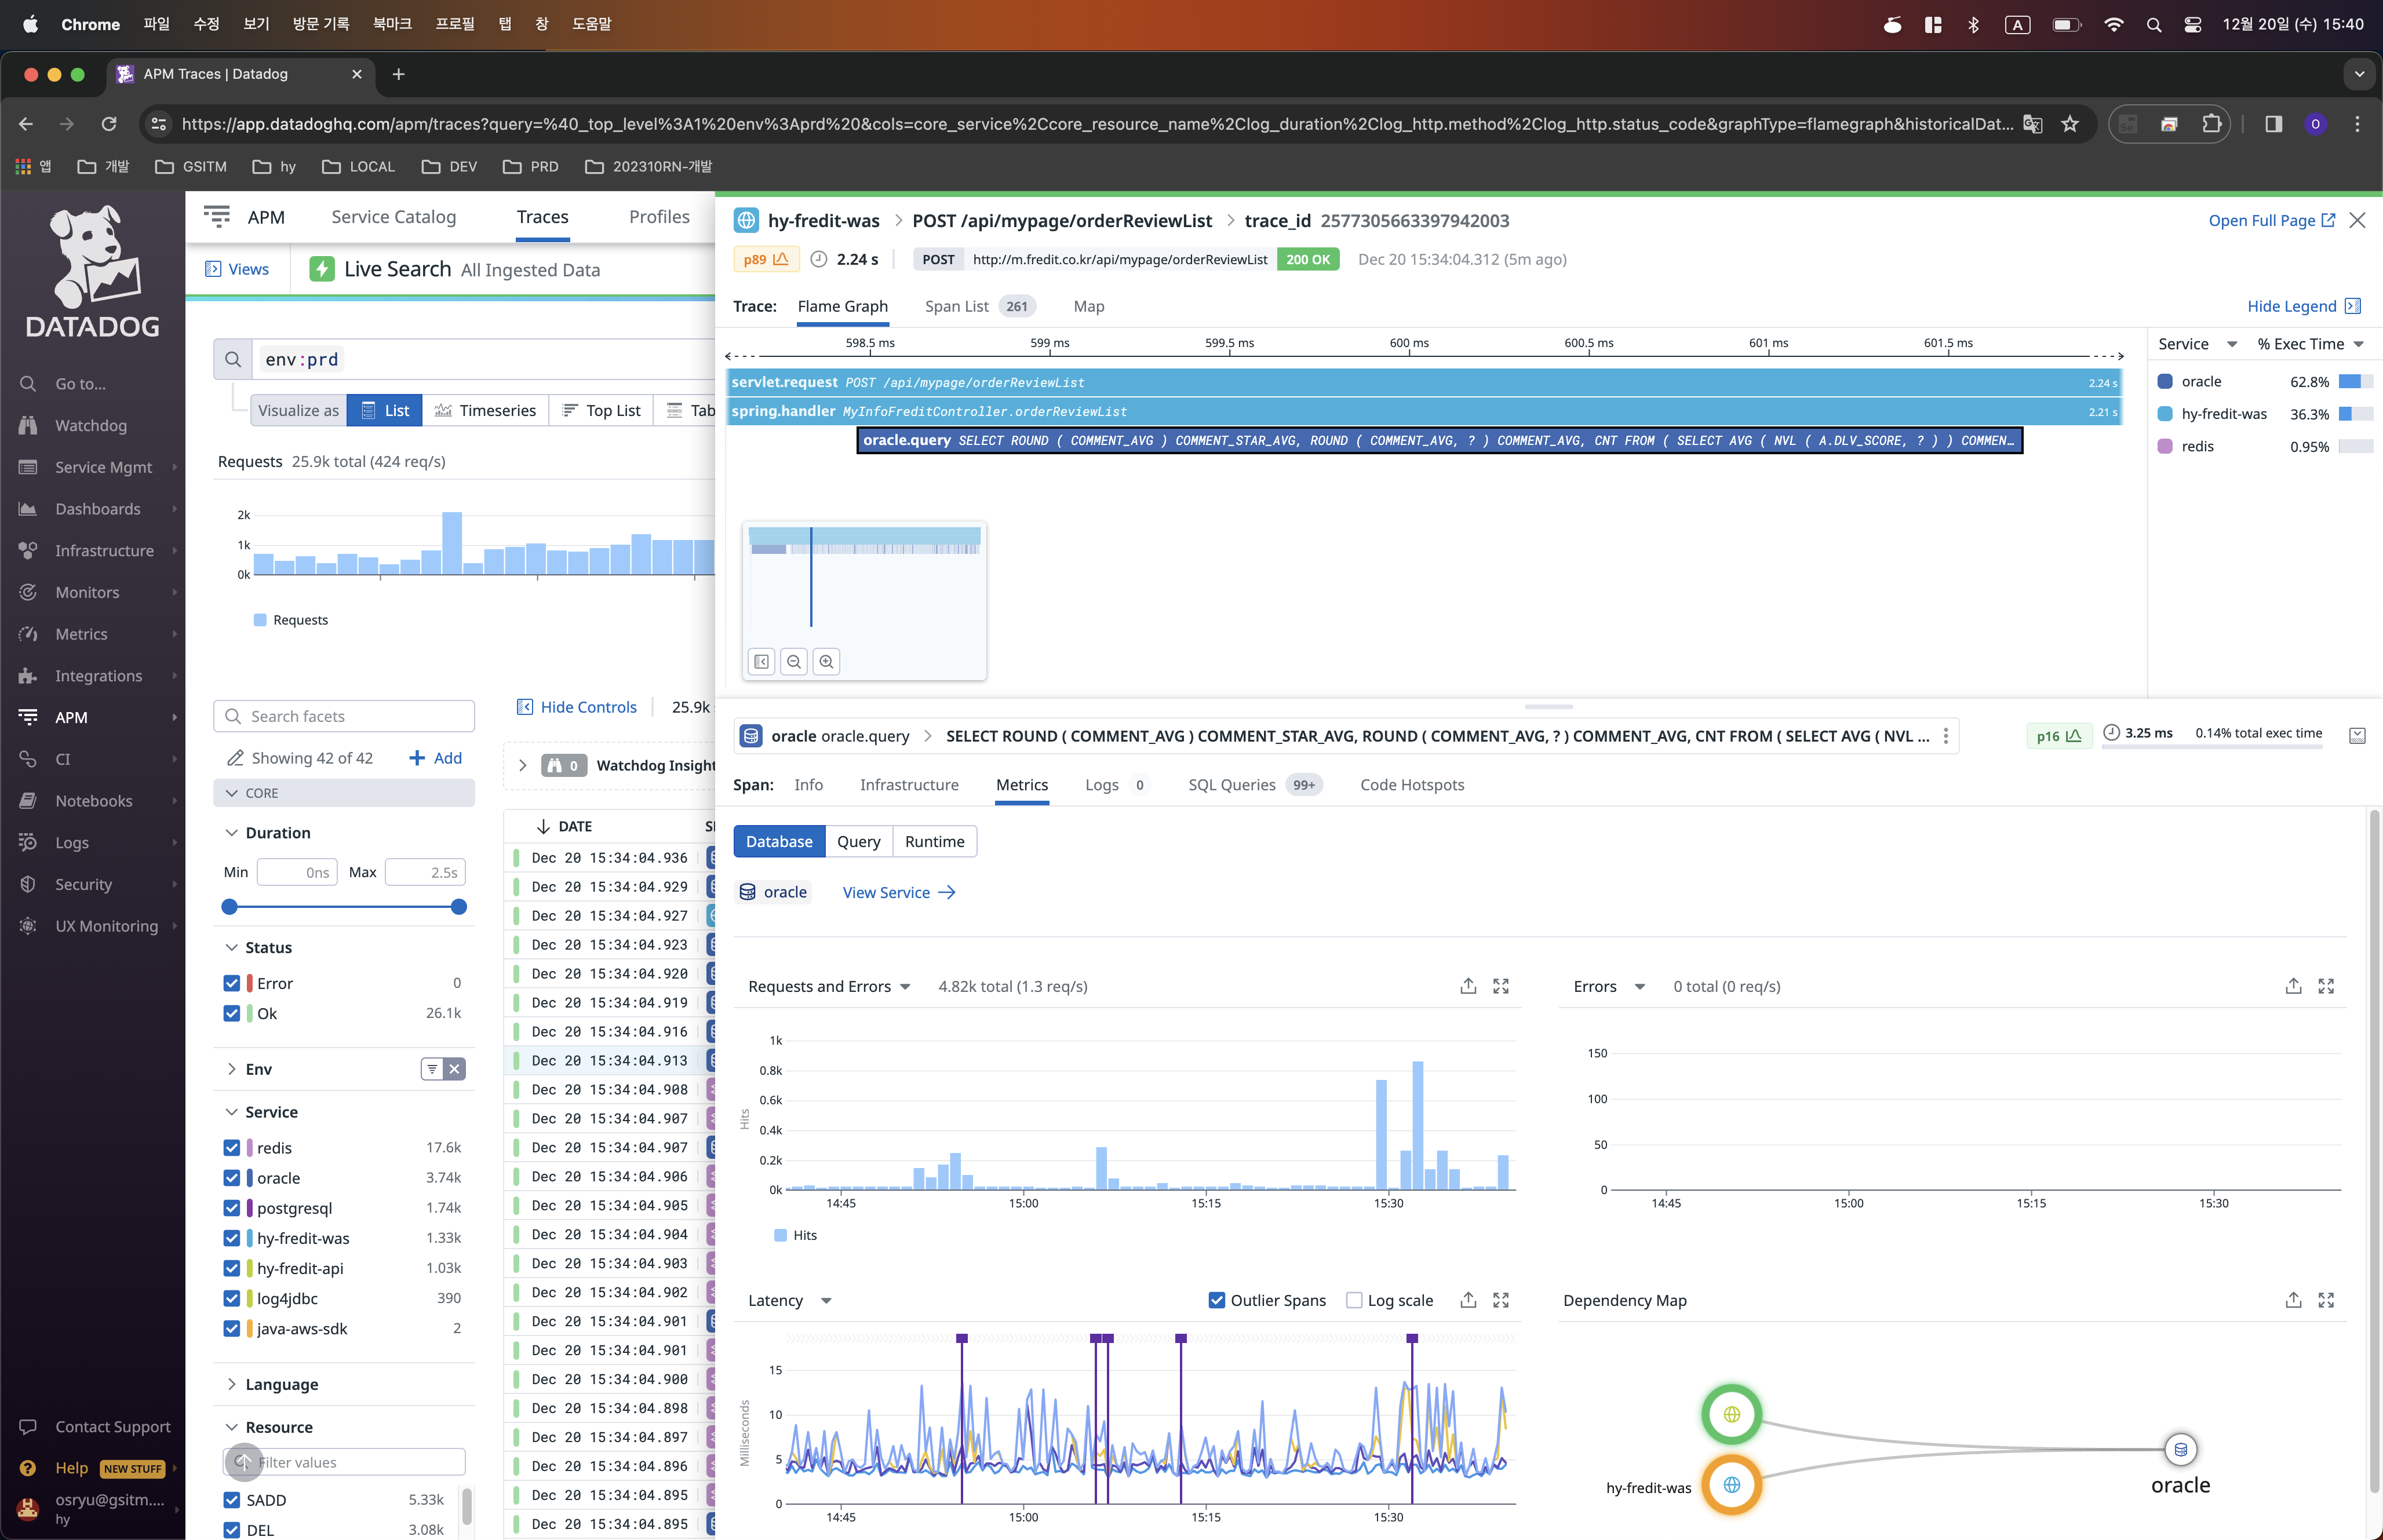 Chrome 파일 수정 보기 방문 기록 북마크 프로필 탭 창 도움말
A 12월 20일 (수) 15:40
APM Traces | Datadog
https://app.datadoghq.com/apm/traces?query=%40_top_level%3A1%20env%3Aprd%20&cols=core_service%2Ccore_resource_name%2Clog_duration%2Clog_http.method%2Clog_http.status_code&graphType=flamegraph&historicalDat...
O
앱 개발 GSITM hy LOCAL DEV PRD 202310RN-개발
DATADOG
Go to...
Watchdog
Service Mgmt
Dashboards
Infrastructure
Monitors
Metrics
Integrations
APM
CI
Notebooks
Logs
Security
UX Monitoring
Contact Support
Help NEW STUFF
osryu@gsitm....
hy
APM Service Catalog Traces Profiles
Views Live Search All Ingested Data
env:prd
Visualize as List Timeseries Top List Tab
Requests 25.9k total (424 req/s)
2k
1k
0k
Requests
Search facets
Showing 42 of 42 Add
CORE
Duration
Min 0ns Max 2.5s
Status
Error 0
Ok 26.1k
Env
Service
redis 17.6k
oracle 3.74k
postgresql 1.74k
hy-fredit-was 1.33k
hy-fredit-api 1.03k
log4jdbc 390
java-aws-sdk 2
Language
Resource
Filter values
SADD 5.33k
DEL 3.08k
Hide Controls 25.9k
0 Watchdog Insight
DATE
Dec 20 15:34:04.936
Dec 20 15:34:04.929
Dec 20 15:34:04.927
Dec 20 15:34:04.923
Dec 20 15:34:04.920
Dec 20 15:34:04.919
Dec 20 15:34:04.916
Dec 20 15:34:04.913
Dec 20 15:34:04.908
Dec 20 15:34:04.907
Dec 20 15:34:04.907
Dec 20 15:34:04.906
Dec 20 15:34:04.905
Dec 20 15:34:04.904
Dec 20 15:34:04.903
Dec 20 15:34:04.902
Dec 20 15:34:04.901
Dec 20 15:34:04.901
Dec 20 15:34:04.900
Dec 20 15:34:04.898
Dec 20 15:34:04.897
Dec 20 15:34:04.896
Dec 20 15:34:04.895
Dec 20 15:34:04.895
hy-fredit-was POST /api/mypage/orderReviewList trace_id 2577305663397942003
Open Full Page
p89 2.24 s POST http://m.fredit.co.kr/api/mypage/orderReviewList 200 OK Dec 20 15:34:04.312 (5m ago)
Trace: Flame Graph Span List 261 Map
Hide Legend
598.5 ms 599 ms 599.5 ms 600 ms 600.5 ms 601 ms 601.5 ms
servlet.request POST /api/mypage/orderReviewList 2.24 s
spring.handler MyInfoFreditController.orderReviewList 2.21 s
oracle.query SELECT ROUND ( COMMENT_AVG ) COMMENT_STAR_AVG, ROUND ( COMMENT_AVG, ? ) COMMENT_AVG, CNT FROM ( SELECT AVG ( NVL ( A.DLV_SCORE, ? ) ) COMMEN…
Service % Exec Time
oracle 62.8%
hy-fredit-was 36.3%
redis 0.95%
oracle oracle.query SELECT ROUND ( COMMENT_AVG ) COMMENT_STAR_AVG, ROUND ( COMMENT_AVG, ? ) COMMENT_AVG, CNT FROM ( SELECT AVG ( NVL ...
p16 3.25 ms 0.14% total exec time
Span: Info Infrastructure Metrics Logs 0 SQL Queries 99+ Code Hotspots
Database Query Runtime
oracle View Service
Requests and Errors 4.82k total (1.3 req/s)
1k
0.8k
0.6k
0.4k
0.2k
0k
Hits
14:45 15:00 15:15 15:30
Hits
Errors 0 total (0 req/s)
150
100
50
0
14:45 15:00 15:15 15:30
Latency Outlier Spans Log scale
15
10
5
0
Milliseconds
14:45 15:00 15:15 15:30
Dependency Map
hy-fredit-was
oracle